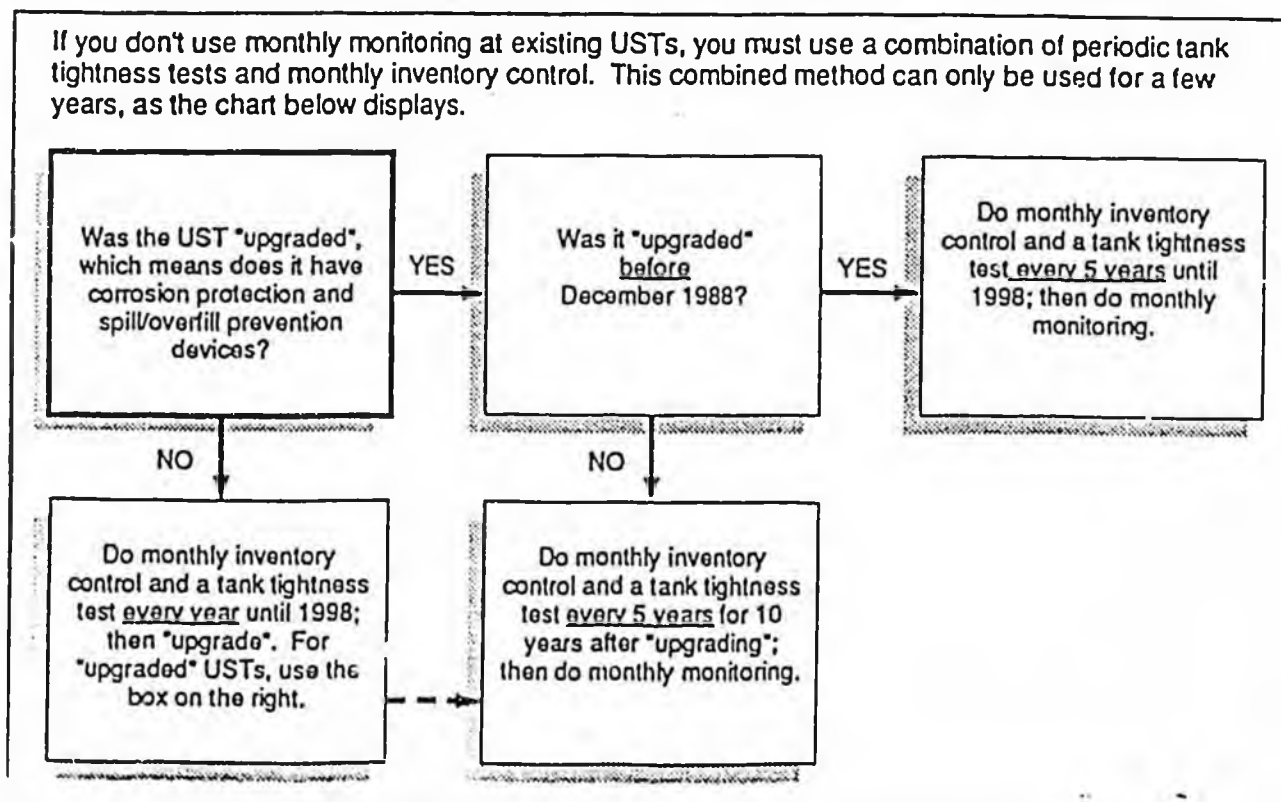 If you don't use monthly monitoring at existing USTs, you must use a combination of periodic tank
tightness tests and monthly inventory control. This combined method can only be used for a few
years, as the chart below displays.
Was the UST "upgraded",
which means does it have
corrosion protection and
spill/overfill prevention
devices?
YES
Was it "upgraded"
before
December 1988?
YES
Do monthly inventory
control and a tank tightness
test every 5 years until
1998; then do monthly
monitoring.
NO
NO
Do monthly inventory
control and a tank tightness
test every year until 1998;
then "upgrade". For
"upgraded" USTs, use the
box on the right.
Do monthly inventory
control and a tank tightness
test every 5 years for 10
years after "upgrading";
then do monthly monitoring.